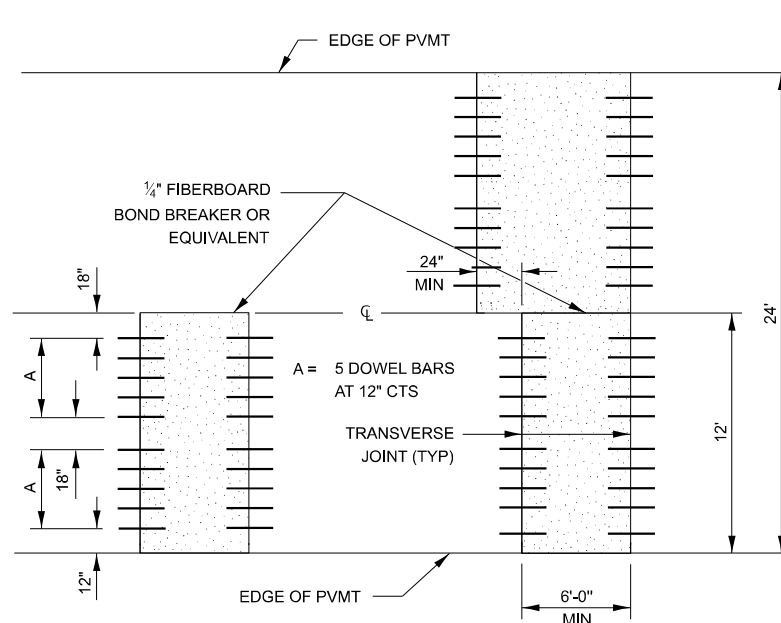 EDGE OF PVMT
¼" FIBERBOARD
BOND BREAKER OR
EQUIVALENT
24"
MIN
18"
℄
24'
A
A = 5 DOWEL BARS
AT 12" CTS
TRANSVERSE
JOINT (TYP)
12'
A
18"
12"
EDGE OF PVMT
6'-0"
MIN